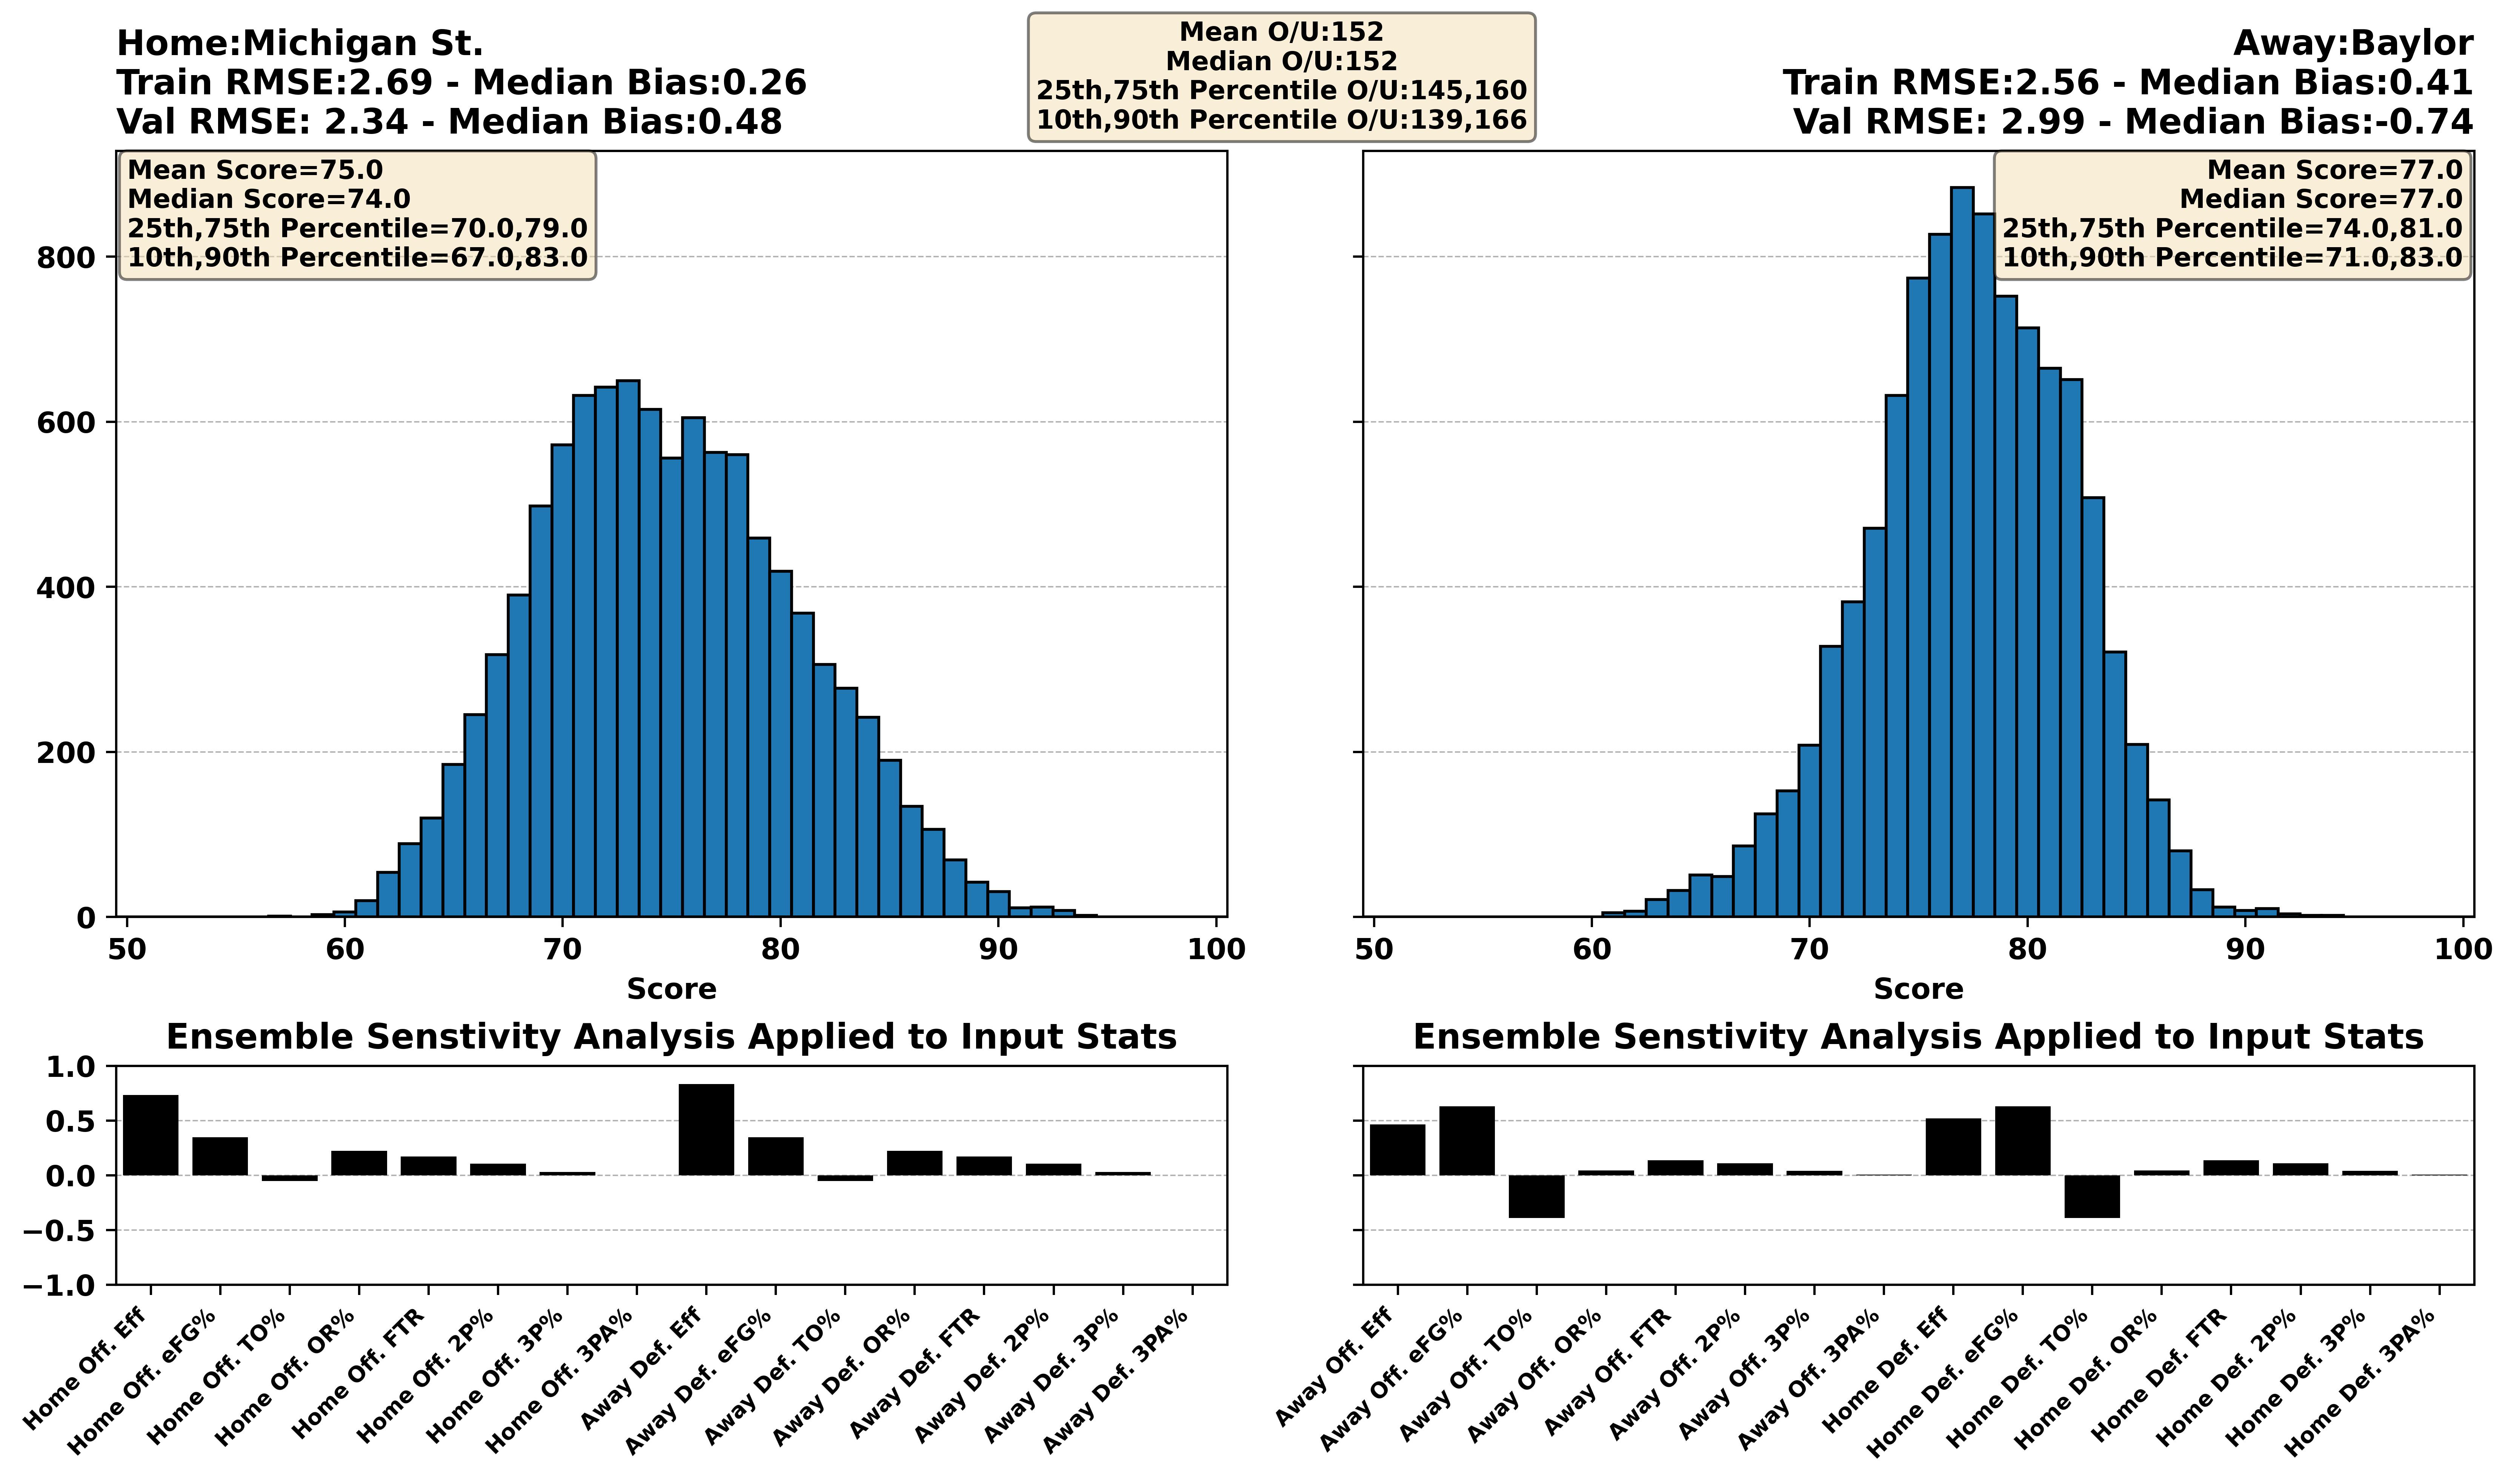 Home:Michigan St.
Train RMSE:2.69 - Median Bias:0.26
Val RMSE: 2.34 - Median Bias:0.48
Mean O/U:152
Median O/U:152
25th,75th Percentile O/U:145,160
10th,90th Percentile O/U:139,166
Away:Baylor
Train RMSE:2.56 - Median Bias:0.41
Val RMSE: 2.99 - Median Bias:-0.74
Mean Score=75.0
Median Score=74.0
25th,75th Percentile=70.0,79.0
10th,90th Percentile=67.0,83.0
800
600
400
200
0
50 60 70 80 90 100
Score
Mean Score=77.0
Median Score=77.0
25th,75th Percentile=74.0,81.0
10th,90th Percentile=71.0,83.0
50 60 70 80 90 100
Score
Ensemble Senstivity Analysis Applied to Input Stats
1.0
0.5
0.0
−0.5
−1.0
Home Off. Eff
Home Off. eFG%
Home Off. TO%
Home Off. OR%
Home Off. FTR
Home Off. 2P%
Home Off. 3P%
Home Off. 3PA%
Away Def. Eff
Away Def. eFG%
Away Def. TO%
Away Def. OR%
Away Def. FTR
Away Def. 2P%
Away Def. 3P%
Away Def. 3PA%
Ensemble Senstivity Analysis Applied to Input Stats
Away Off. Eff
Away Off. eFG%
Away Off. TO%
Away Off. OR%
Away Off. FTR
Away Off. 2P%
Away Off. 3P%
Away Off. 3PA%
Home Def. Eff
Home Def. eFG%
Home Def. TO%
Home Def. OR%
Home Def. FTR
Home Def. 2P%
Home Def. 3P%
Home Def. 3PA%